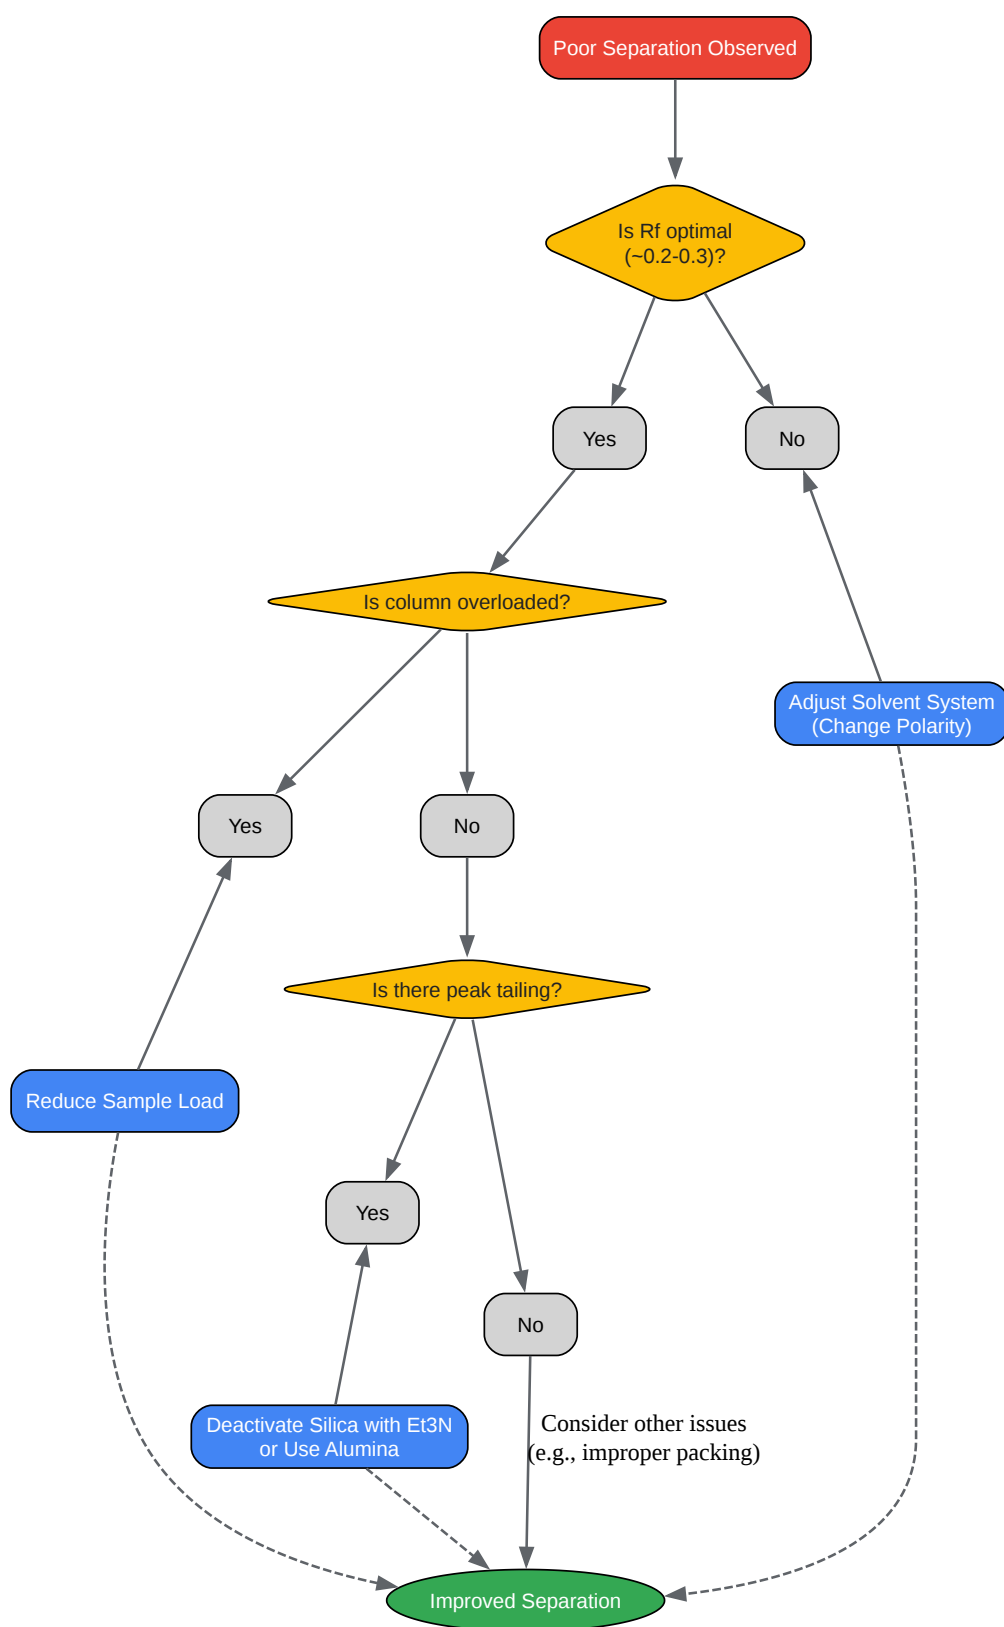 Poor Separation Observed
Is Rf optimal
(~0.2-0.3)?
Yes
No
Is column overloaded?
Adjust Solvent System
(Change Polarity)
Yes
No
Is there peak tailing?
Reduce Sample Load
Yes
No
Deactivate Silica with Et3N
or Use Alumina
Consider other issues
(e.g., improper packing)
Improved Separation